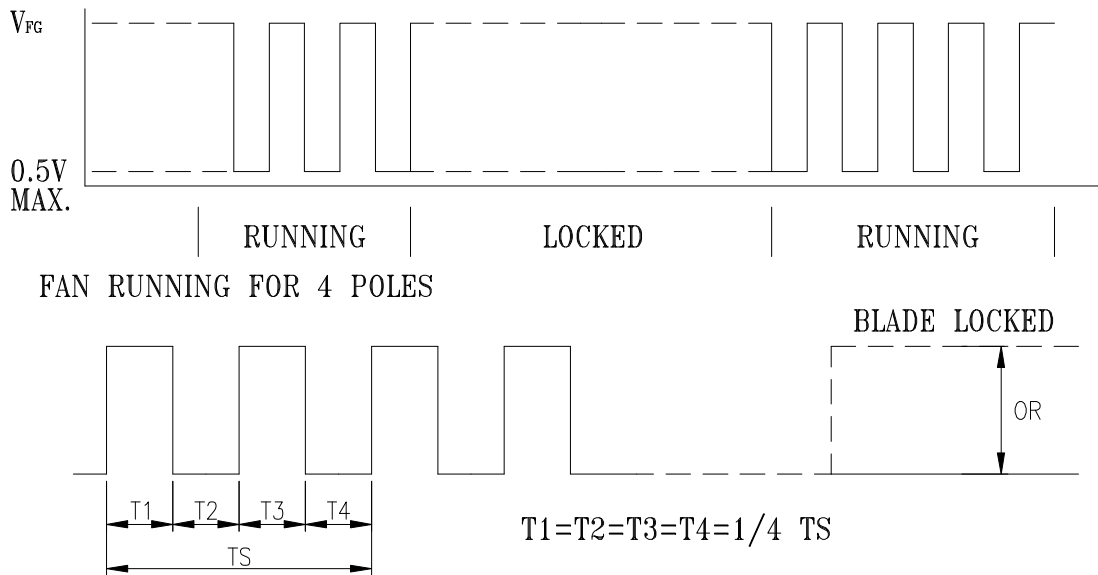 VFG
0.5V
MAX.
RUNNING LOCKED RUNNING
FAN RUNNING FOR 4 POLES
BLADE LOCKED
OR
T1 T2 T3 T4
T1=T2=T3=T4=1/4 TS
TS